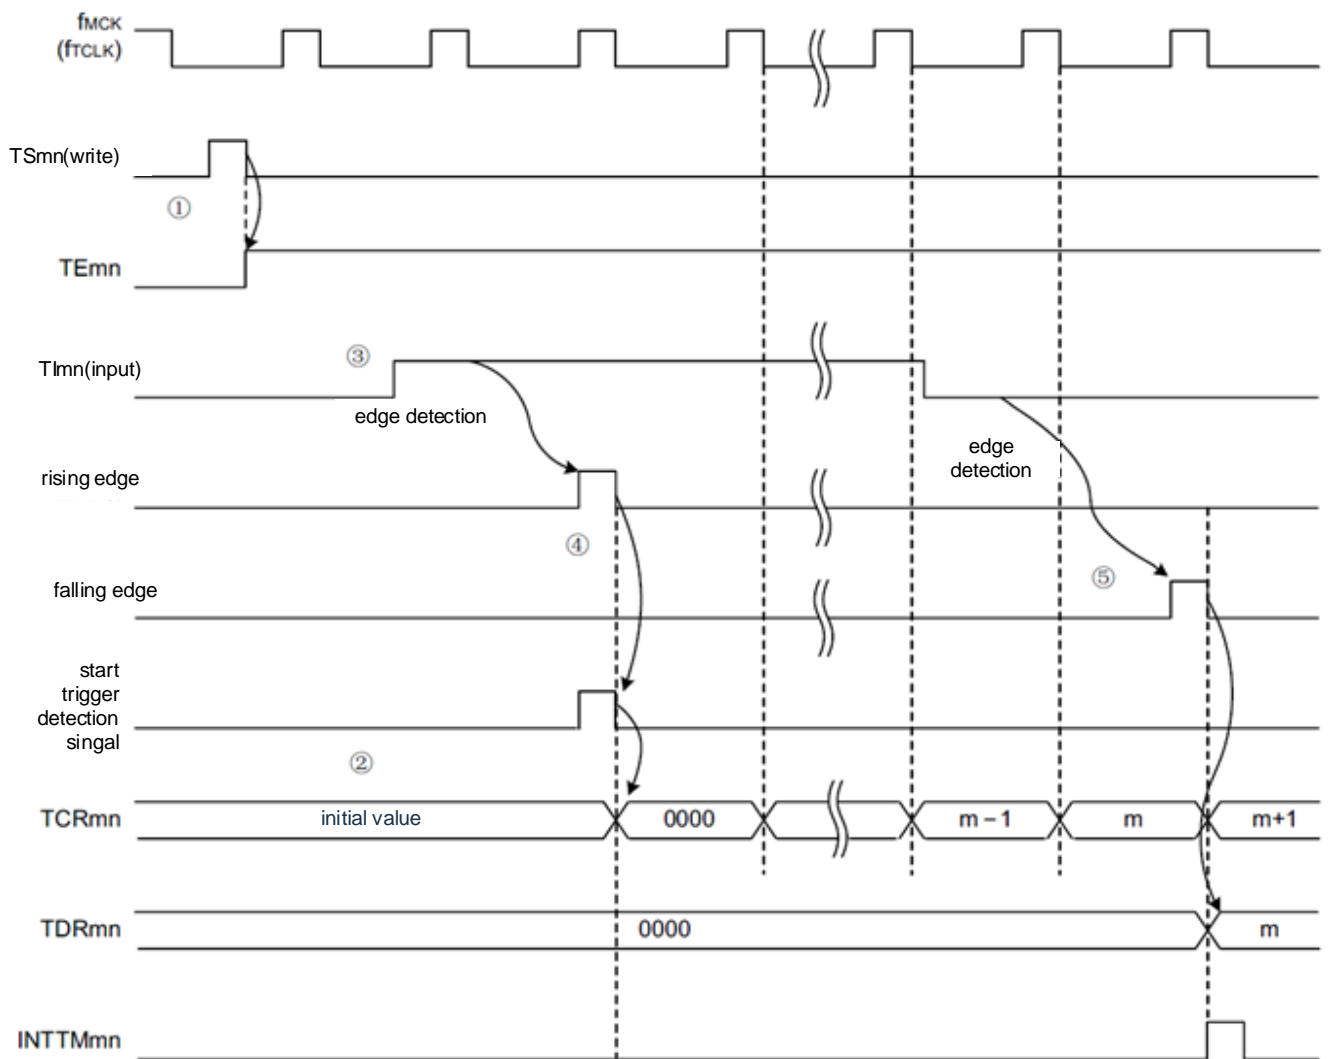 fMCK
(fTCLK)
TSmn(write)
①
TEmn
③
TImn(input)
edge detection
edge
detection
rising edge
④
⑤
falling edge
start
trigger
detection
singal
②
TCRmn
initial value
0000
m – 1
m
m+1
TDRmn
0000
m
INTTMmn